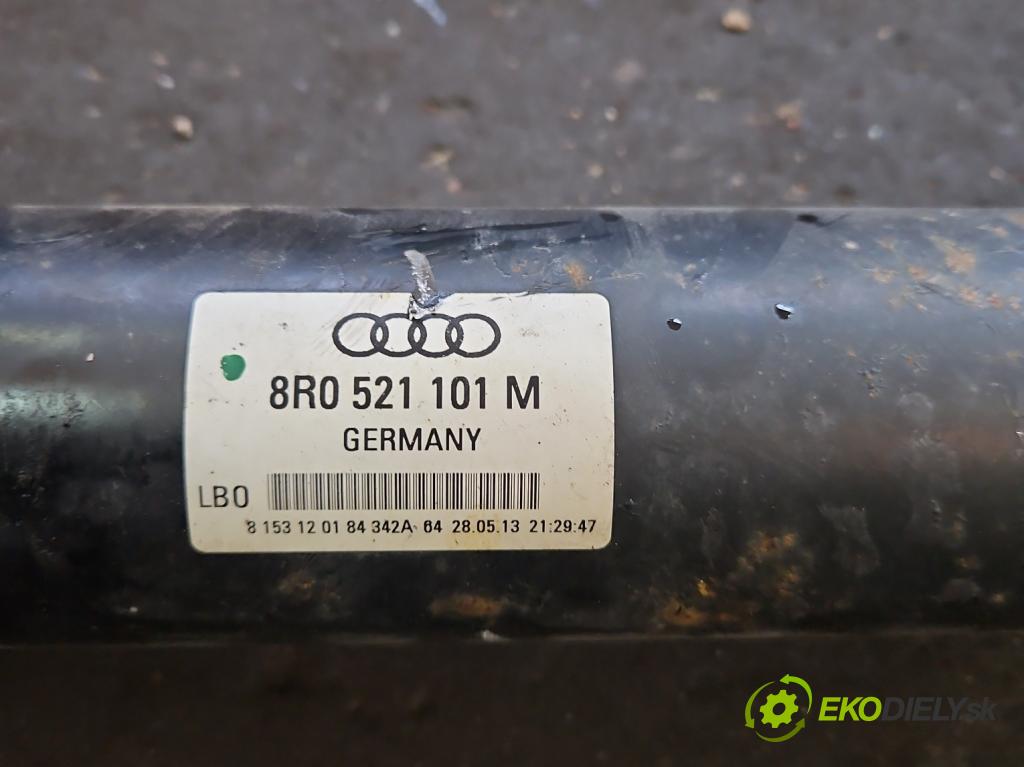 8R0 521 101 M
GERMANY
LB0
8 153 12 01 84 342A 64 28.05.13 21:29:47
EKODIELY.sk